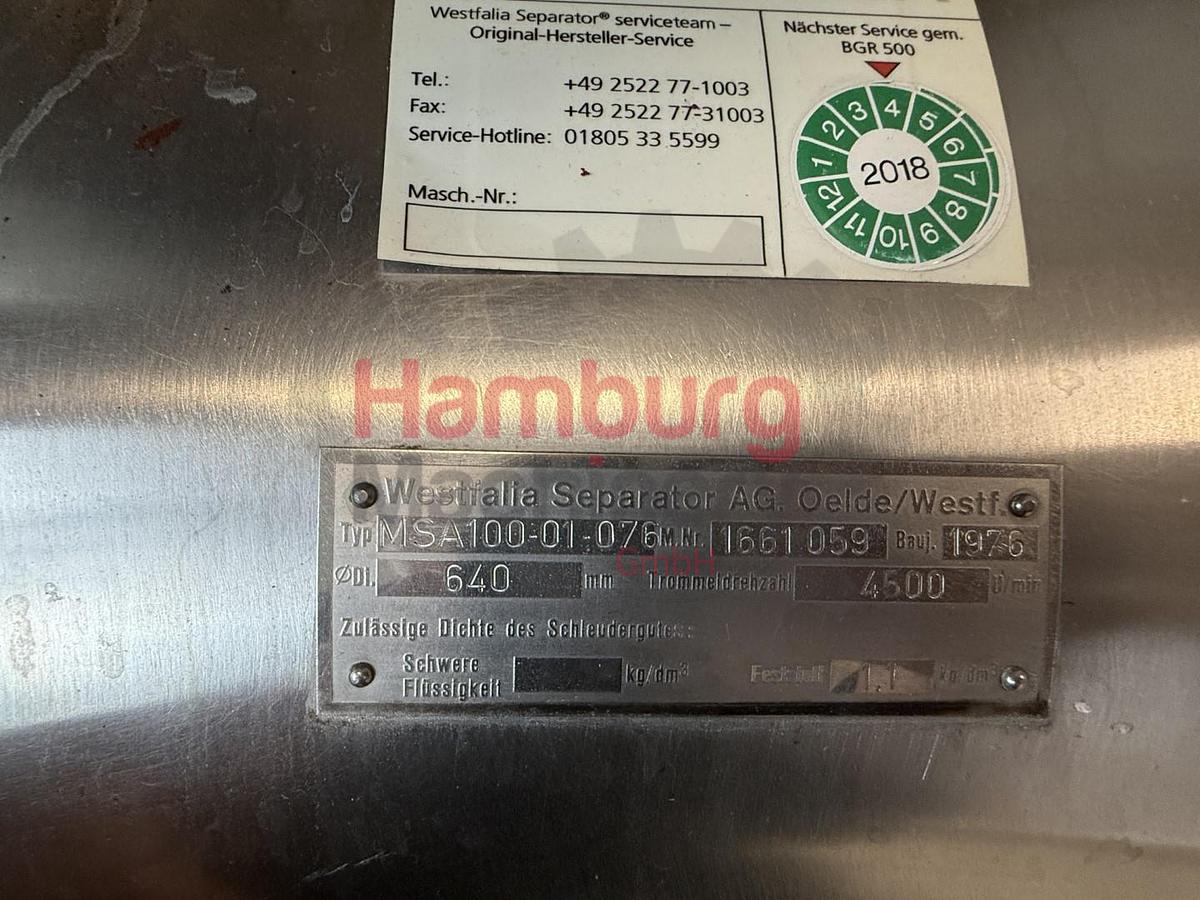 Westfalia Separator® serviceteam –
Original-Hersteller-Service
Tel.: +49 2522 77-1003
Fax: +49 2522 77-31003
Service-Hotline: 01805 33 5599
Masch.-Nr.:
Nächster Service gem.
BGR 500
1 2 3 4 5 6 7 8 9 10 11 12
2018
Hamburg
GmbH
Westfalia Separator AG. Oelde/Westf.
Typ MSA100-01-076 M.Nr. 1661 059 Bauj. 1976
ØDi. 640 mm Trommeldrehzahl 4500 U/min
Zulässige Dichte des Schleudergutes:
Schwere
Flüssigkeit kg/dm³ 1,1 kg/dm³